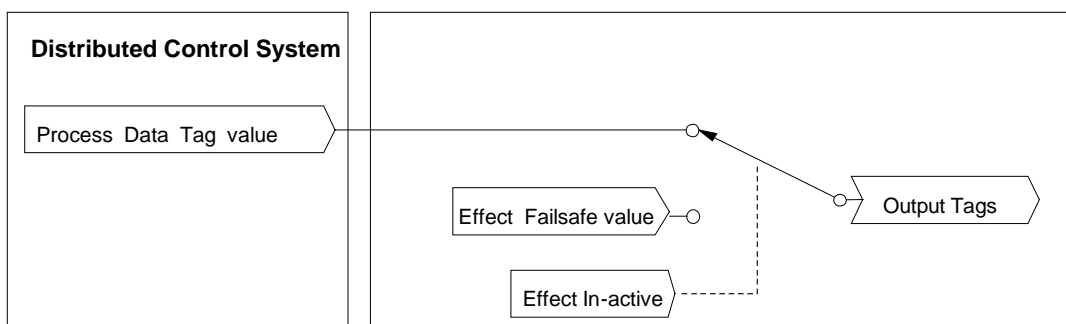 Distributed Control System
Process Data Tag value
Effect Failsafe value
Output Tags
Effect In-active